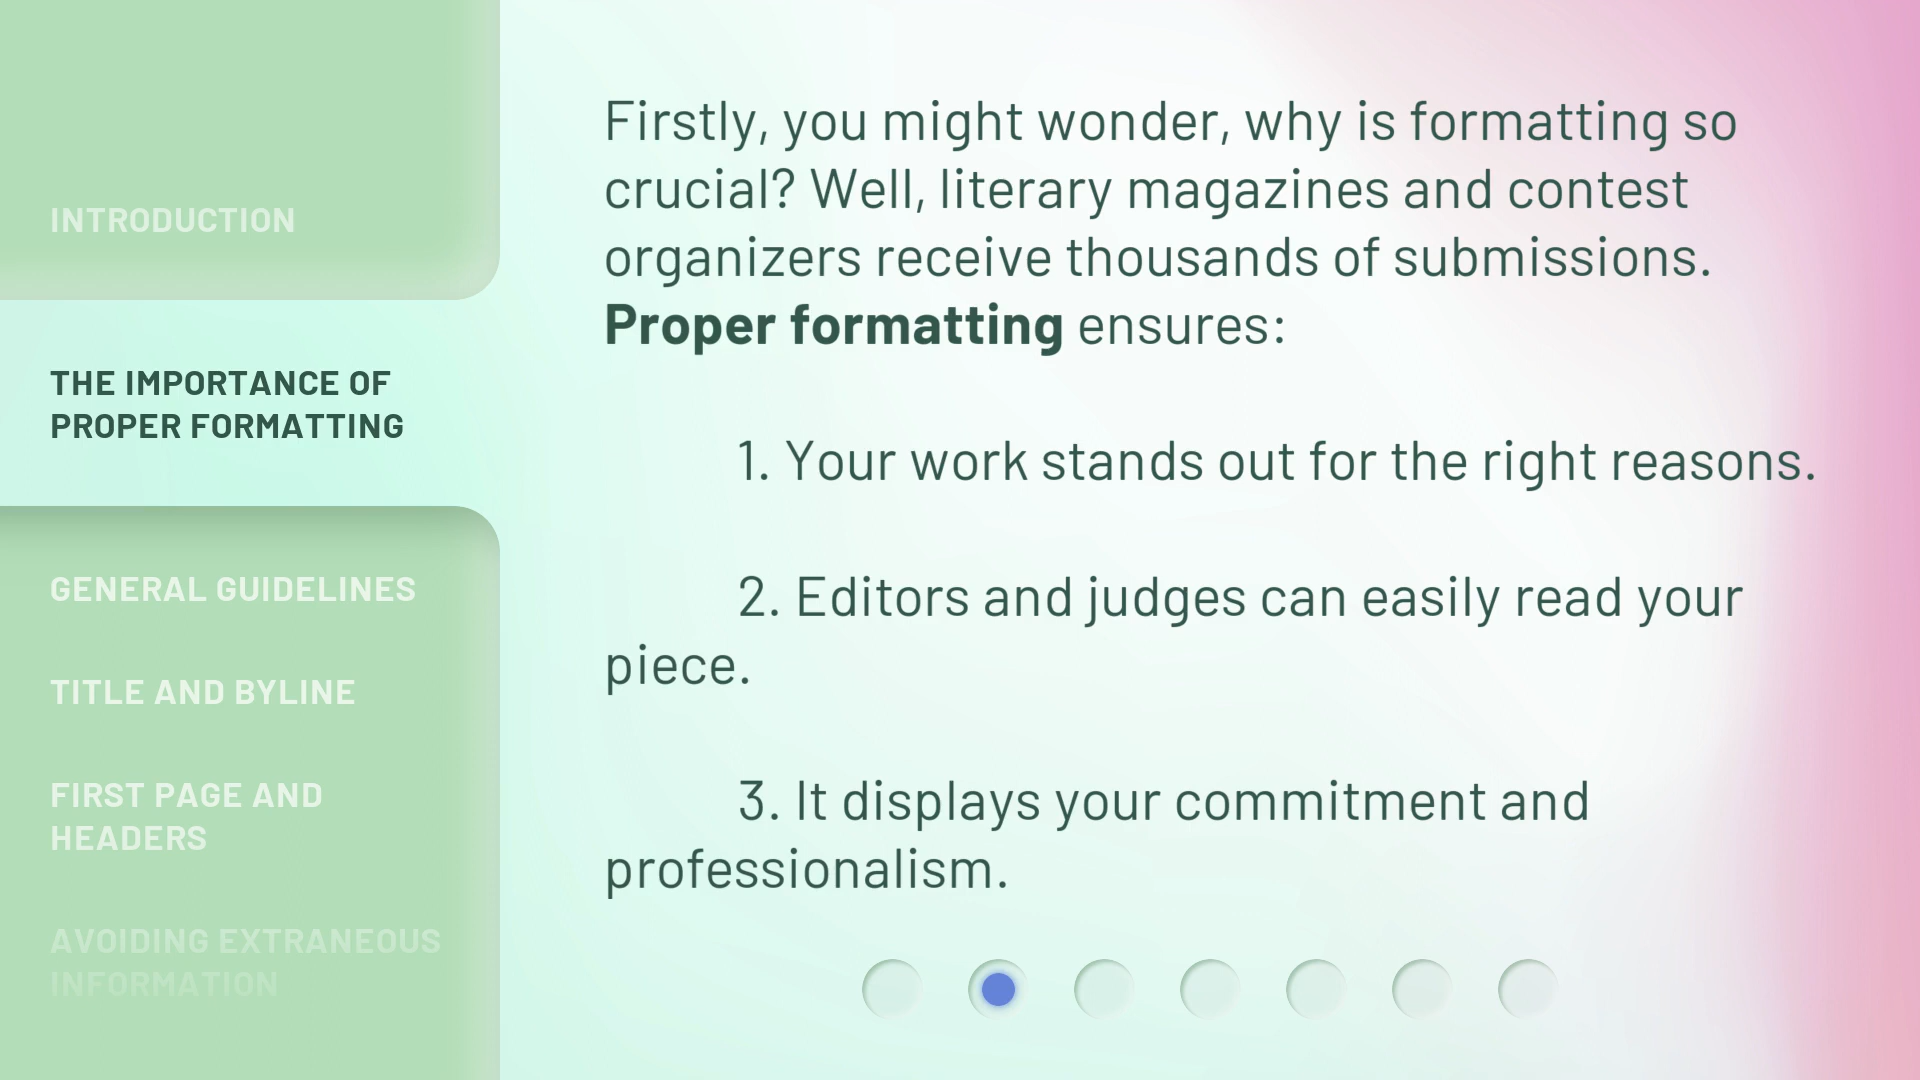 INTRODUCTION
THE IMPORTANCE OF
PROPER FORMATTING
GENERAL GUIDELINES
TITLE AND BYLINE
FIRST PAGE AND
HEADERS
AVOIDING EXTRANEOUS
INFORMATION
Firstly, you might wonder, why is formatting so
crucial? Well, literary magazines and contest
organizers receive thousands of submissions.
Proper formatting ensures:
1. Your work stands out for the right reasons.
2. Editors and judges can easily read your
piece.
3. It displays your commitment and
professionalism.